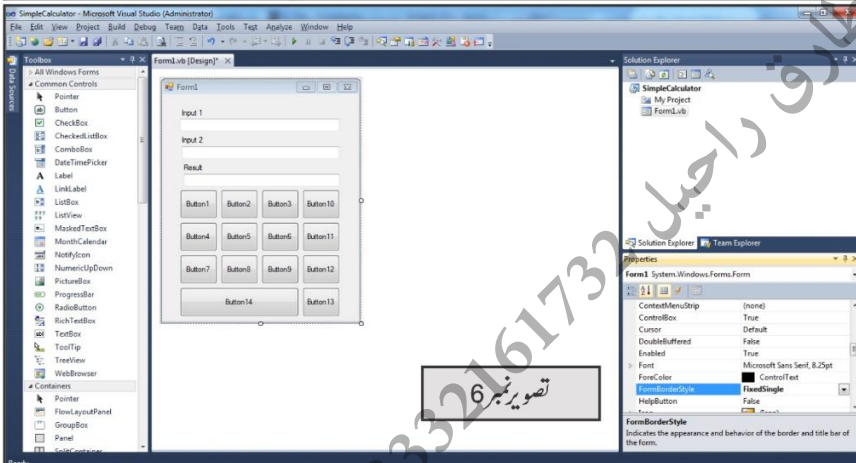 SimpleCalculator - Microsoft Visual Studio (Administrator)
File Edit View Project Build Debug Team Data Tools Test Analyze Window Help
Data Sources
Toolbox
All Windows Forms
Common Controls
Pointer
Button
CheckBox
CheckedListBox
ComboBox
DateTimePicker
Label
LinkLabel
ListBox
ListView
MaskedTextBox
MonthCalendar
NotifyIcon
NumericUpDown
PictureBox
ProgressBar
RadioButton
RichTextBox
TextBox
ToolTip
TreeView
WebBrowser
Containers
Pointer
FlowLayoutPanel
GroupBox
Panel
SplitContainer
Form1.vb [Design]*
Form1
Input 1
Input 2
Result
Button1 Button2 Button3 Button10
Button4 Button5 Button6 Button11
Button7 Button8 Button9 Button12
Button14 Button13
تصویر نمبر 6
Solution Explorer
SimpleCalculator
My Project
Form1.vb
Solution Explorer Team Explorer
Properties
Form1 System.Windows.Forms.Form
ContextMenuStrip (none)
ControlBox True
Cursor Default
DoubleBuffered False
Enabled True
Font Microsoft Sans Serif, 8.25pt
ForeColor ControlText
FormBorderStyle FixedSingle
HelpButton False
FormBorderStyle
Indicates the appearance and behavior of the border and title bar of
the form.
طارق راحیل
332161732